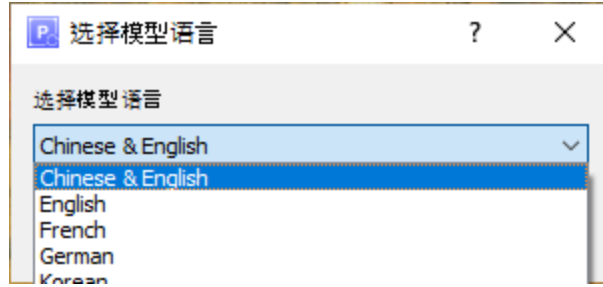 选择模型语言
选择模型语言
Chinese & English
Chinese & English
English
French
German
Korean